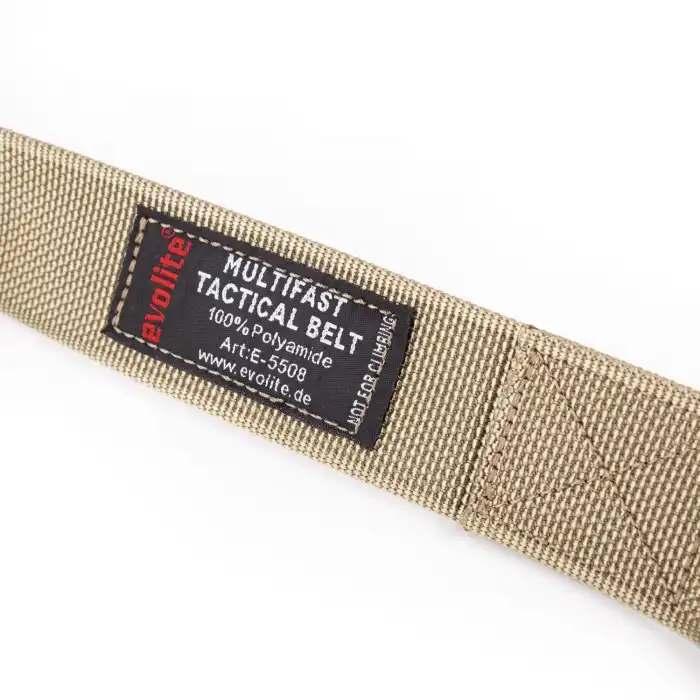 evolite®
MULTIFAST
TACTICAL BELT
100% Polyamide
Art:E-5508
www.evolite.de
NOT FOR CLIMBING